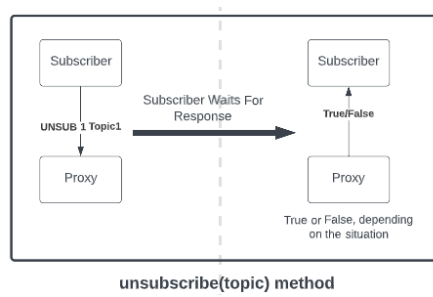 Subscriber
UNSUB 1 Topic1
Proxy
Subscriber Waits For
Response
Subscriber
True/False
Proxy
True or False, depending
on the situation
unsubscribe(topic) method